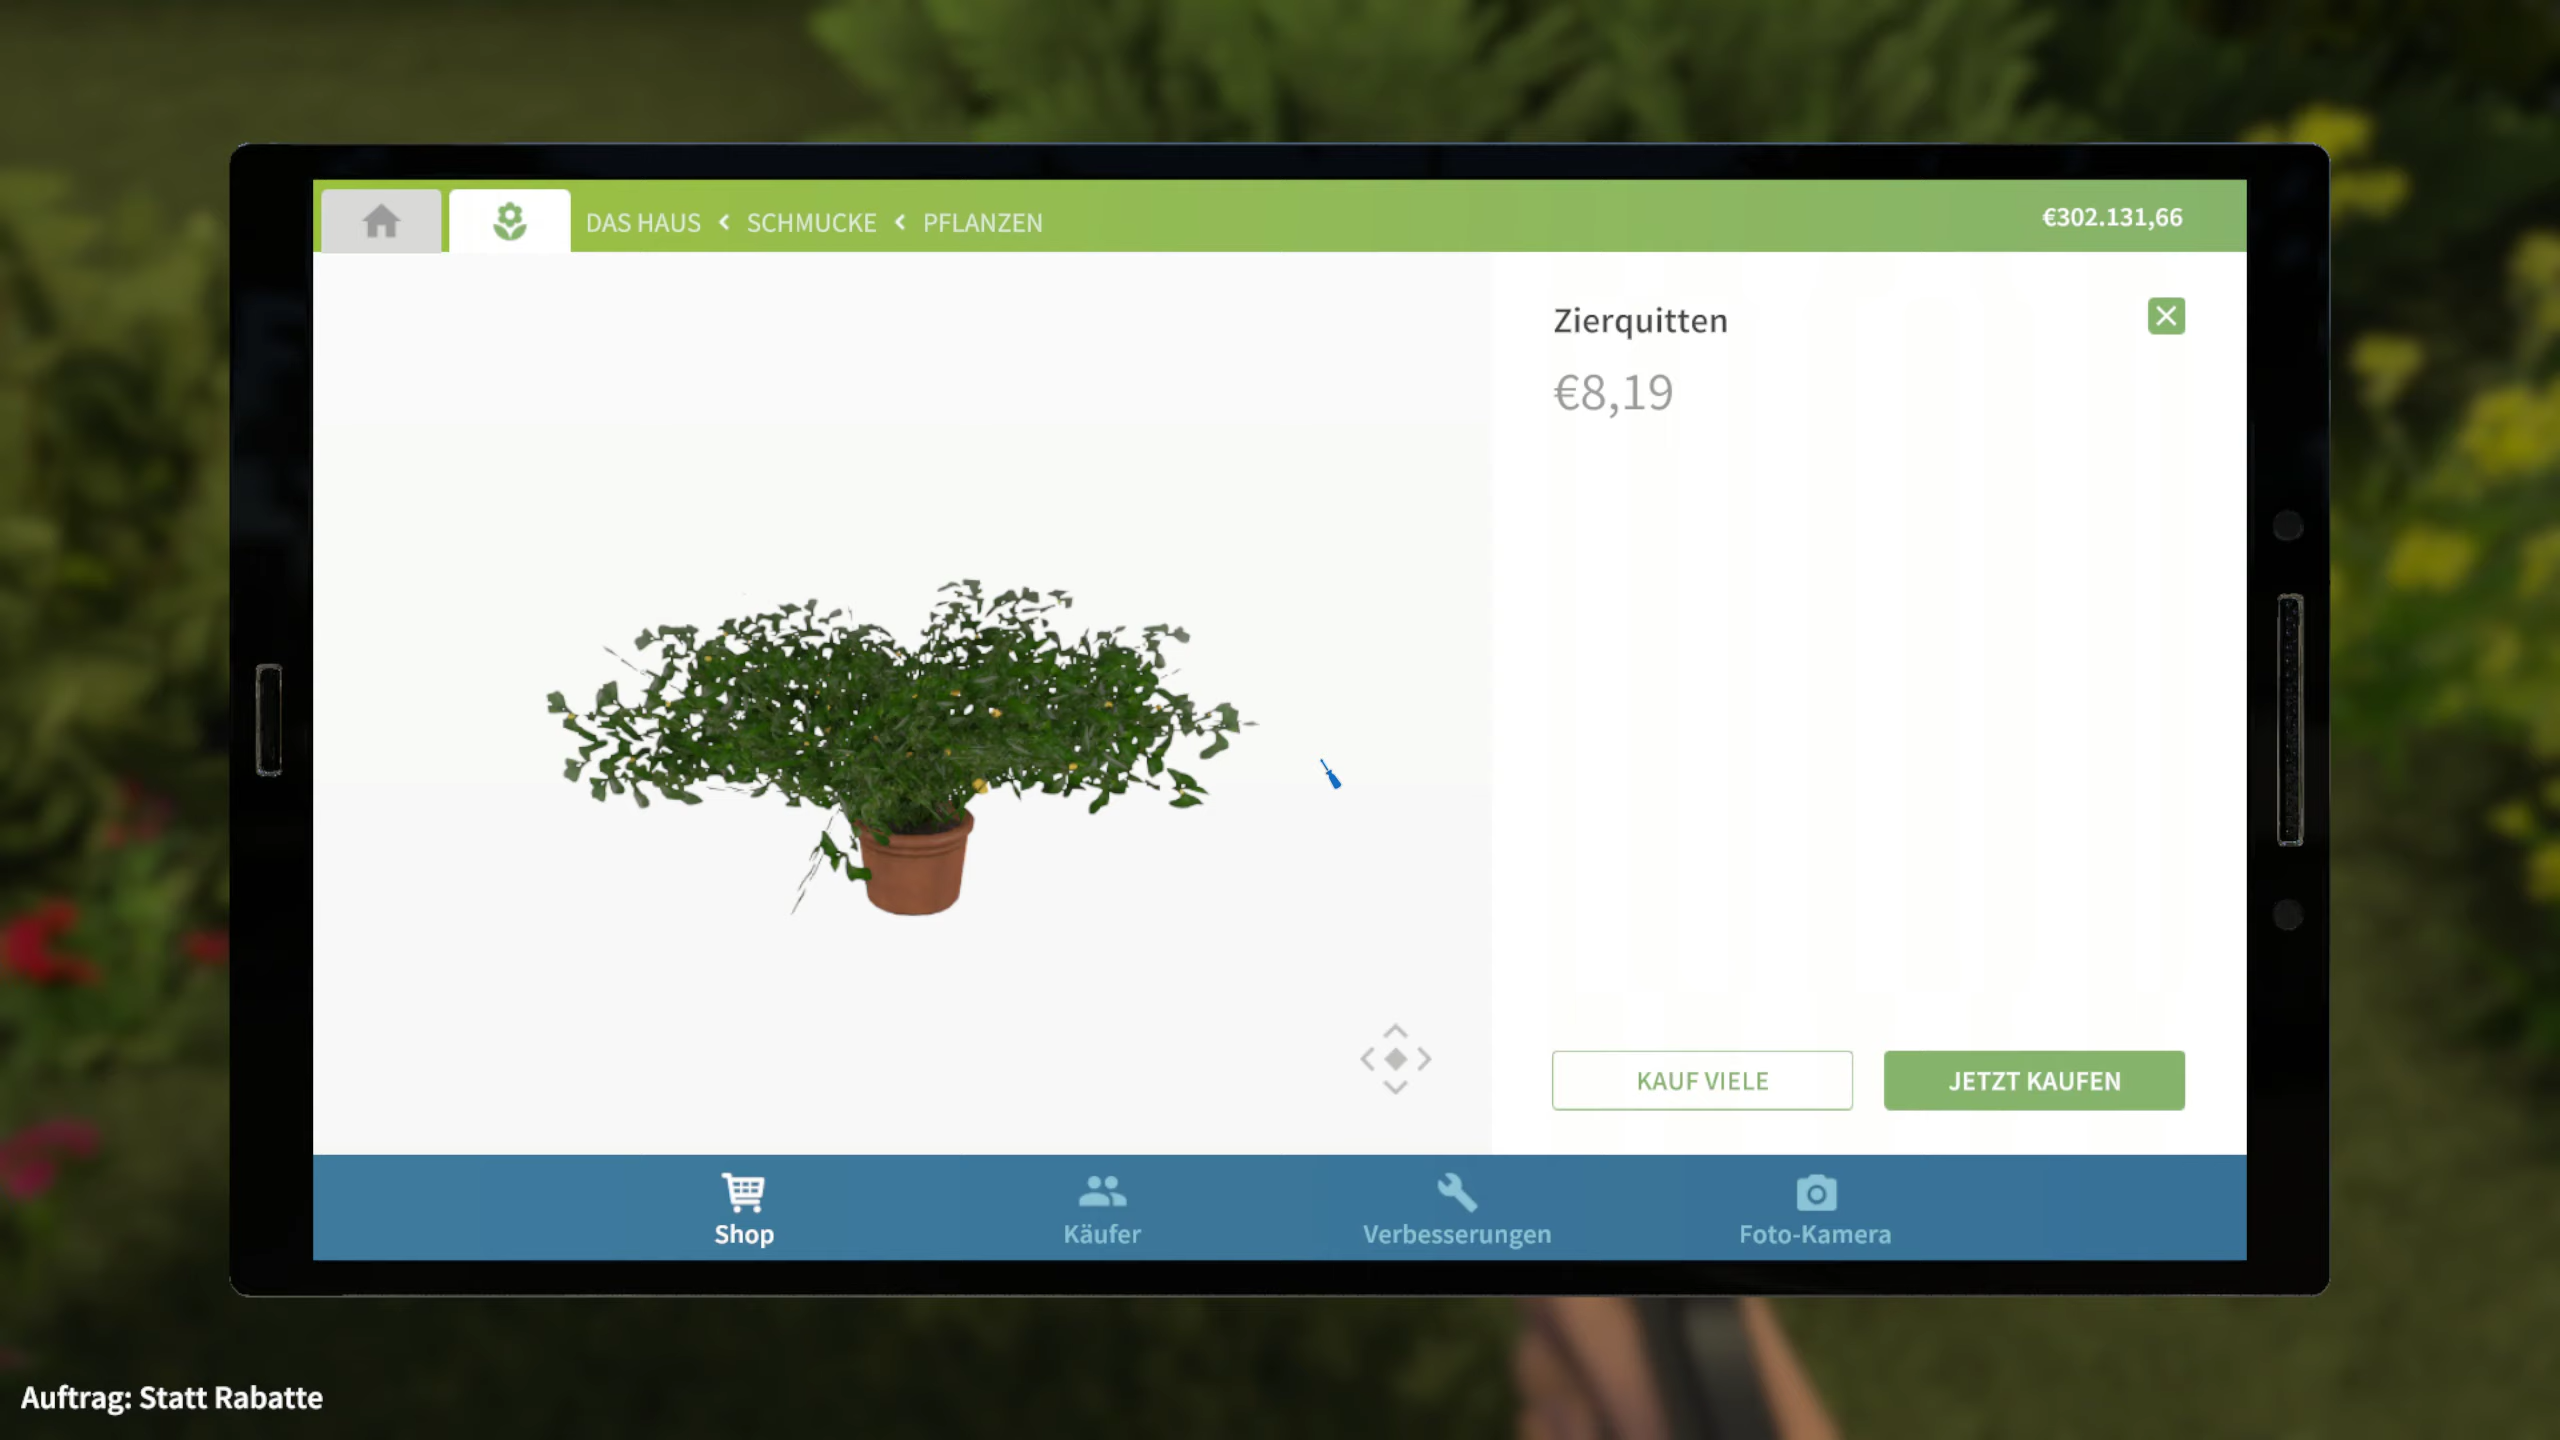 DAS HAUS < SCHMUCKE < PFLANZEN
€302.131,66
Zierquitten
€8,19
KAUF VIELE
JETZT KAUFEN
Shop
Käufer
Verbesserungen
Foto-Kamera
Auftrag: Statt Rabatte